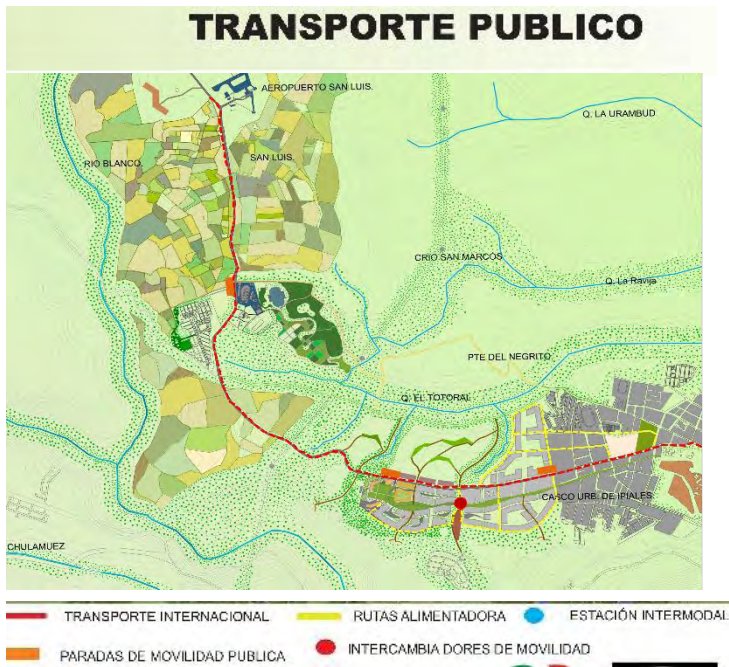 TRANSPORTE PUBLICO
AEROPUERTO SAN LUIS.
Q. LA URAMBUD
RIO BLANCO.
SAN LUIS.
CRIO SAN MARCOS
Q. La Ravija
PTE DEL NEGRITO
Q. EL TOTORAL
CASCO URB. DE IPIALES
CHULAMUEZ
TRANSPORTE INTERNACIONAL
RUTAS ALIMENTADORA
ESTACIÓN INTERMODAL
PARADAS DE MOVILIDAD PUBLICA
INTERCAMBIA DORES DE MOVILIDAD